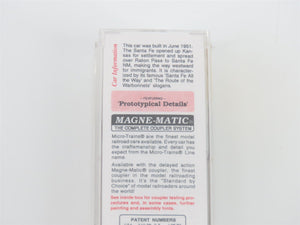 Car Information
This car was built in June 1951.
The Santa Fe opened up Kan-
sas for settlement and spread
over Raton Pass to Santa Fe
NM, making the way westward
for immigrants. It is character-
ized by its famous 'Santa Fe All
the Way' and 'The Route of the
Warbonnets' slogans.
FEATURING
'Prototypical Details'
MAGNE-MATIC®
THE COMPLETE COUPLER SYSTEM
Micro-Trains® are the finest model
railroad cars available. Every car has
the craftsmanship and detail you
expect from the Micro-Trains® Line
name.
Available with the delayed action
Magne-Matic® coupler, the finest
coupler in the model railroading
business. It's the "Standard by
Choice" of model railroaders around
the world!
See inside box for coupler testing proce-
dures and, in some cases, further
painting and assembly hints.
PATENT NUMBERS